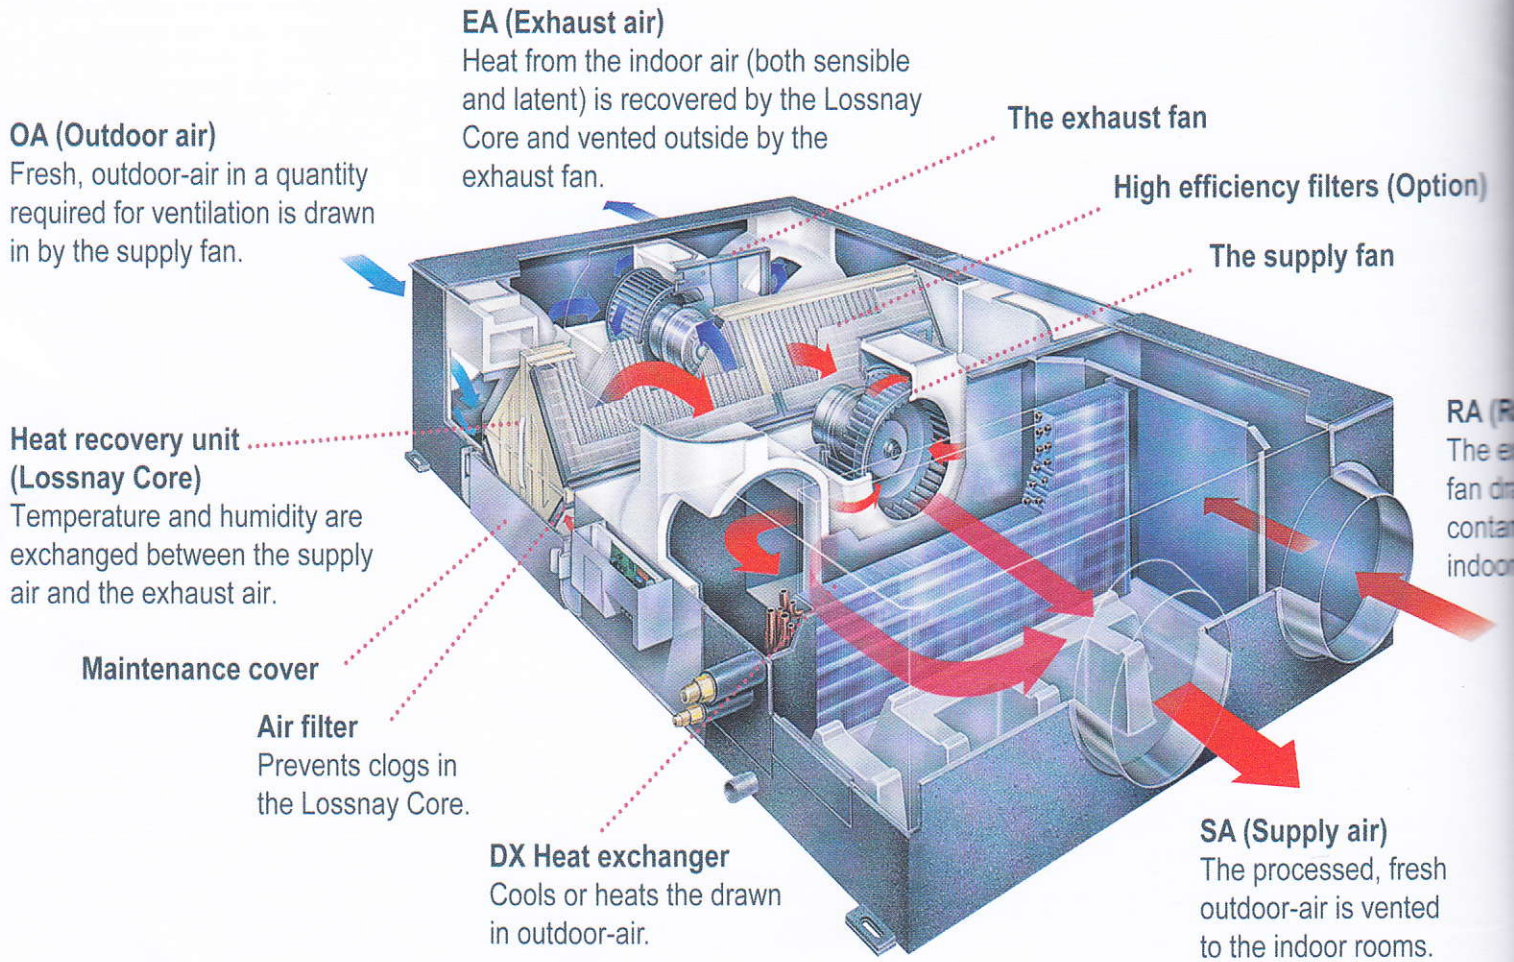 EA (Exhaust air)
Heat from the indoor air (both sensible
and latent) is recovered by the Lossnay
Core and vented outside by the
exhaust fan.
OA (Outdoor air)
Fresh, outdoor-air in a quantity
required for ventilation is drawn
in by the supply fan.
The exhaust fan
High efficiency filters (Option)
The supply fan
Heat recovery unit
(Lossnay Core)
Temperature and humidity are
exchanged between the supply
air and the exhaust air.
RA
The
fan
Maintenance cover
Air filter
Prevents clogs in
the Lossnay Core.
DX Heat exchanger
Cools or heats the drawn
in outdoor-air.
SA (Supply air)
The processed, fresh
outdoor-air is vented
to the indoor rooms.